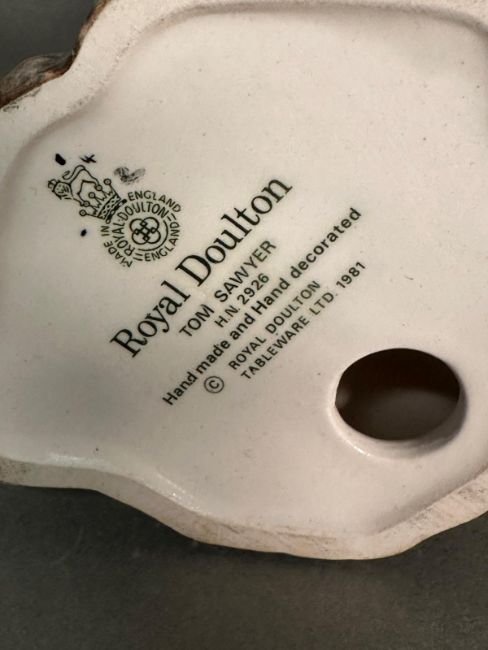 MADE IN ENGLAND
ROYAL·DOULTON
ENGLAND
Royal Doulton
TOM SAWYER
H.N. 2926
Hand made and Hand decorated
© ROYAL DOULTON
TABLEWARE LTD. 1981